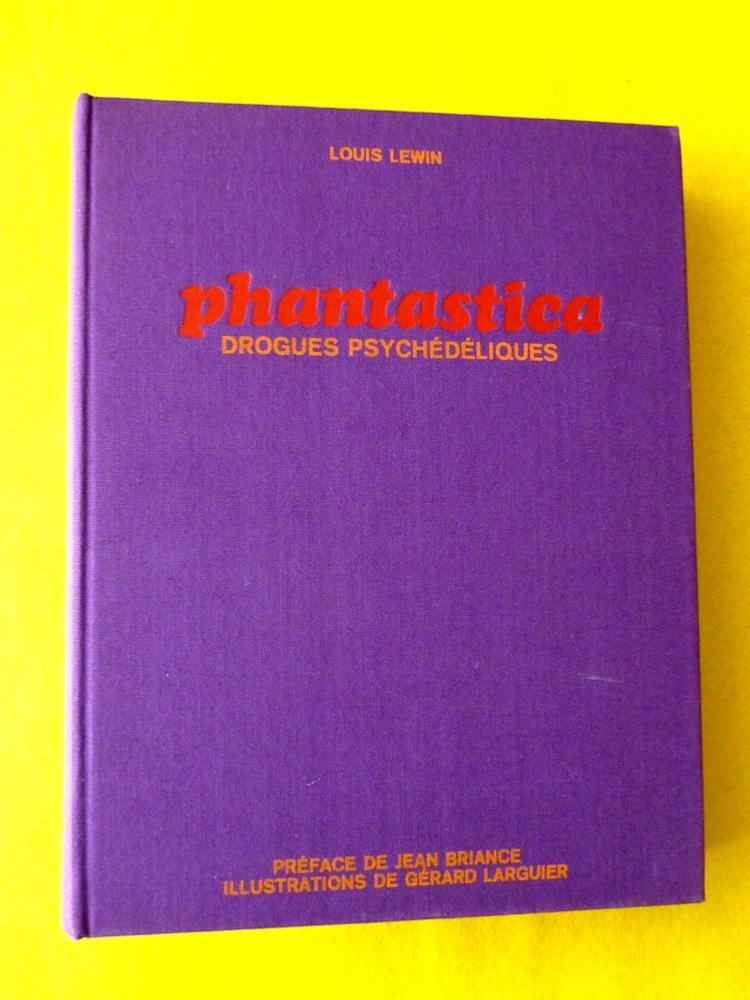 LOUIS LEWIN
phantastica
DROGUES PSYCHÉDÉLIQUES
PRÉFACE DE JEAN BRIANCE
ILLUSTRATIONS DE GÉRARD LARGUIER